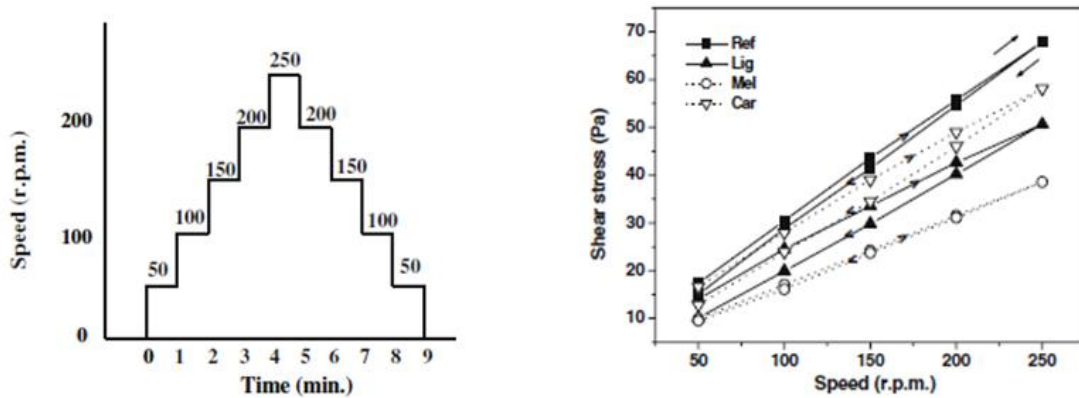 250
200
200
200
150
150
100
100
100
50
50
0
0 1 2 3 4 5 6 7 8 9
Time (min.)
Speed (r.p.m.)
70
60
50
40
30
20
10
Ref
Lig
Mel
Car
50 100 150 200 250
Speed (r.p.m.)
Shear stress (Pa)